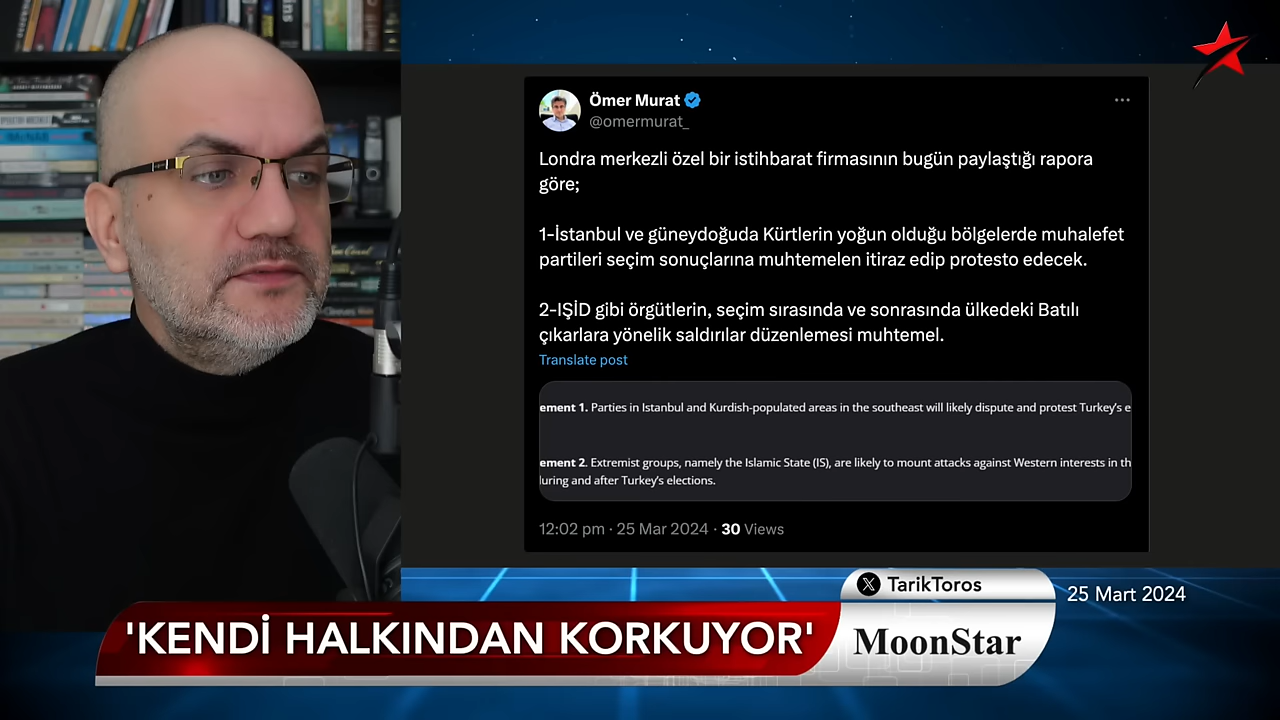 Ömer Murat
@omermurat_
Londra merkezli özel bir istihbarat firmasının bugün paylaştığı rapora
göre;
1-İstanbul ve güneydoğuda Kürtlerin yoğun olduğu bölgelerde muhalefet
partileri seçim sonuçlarına muhtemelen itiraz edip protesto edecek.
2-IŞİD gibi örgütlerin, seçim sırasında ve sonrasında ülkedeki Batılı
çıkarlara yönelik saldırılar düzenlemesi muhtemel.
Translate post
ement 1. Parties in Istanbul and Kurdish-populated areas in the southeast will likely dispute and protest Turkey's e
ement 2. Extremist groups, namely the Islamic State (IS), are likely to mount attacks against Western interests in th
luring and after Turkey's elections.
12:02 pm · 25 Mar 2024 · 30 Views
TarikToros
25 Mart 2024
'KENDİ HALKINDAN KORKUYOR'
MoonStar